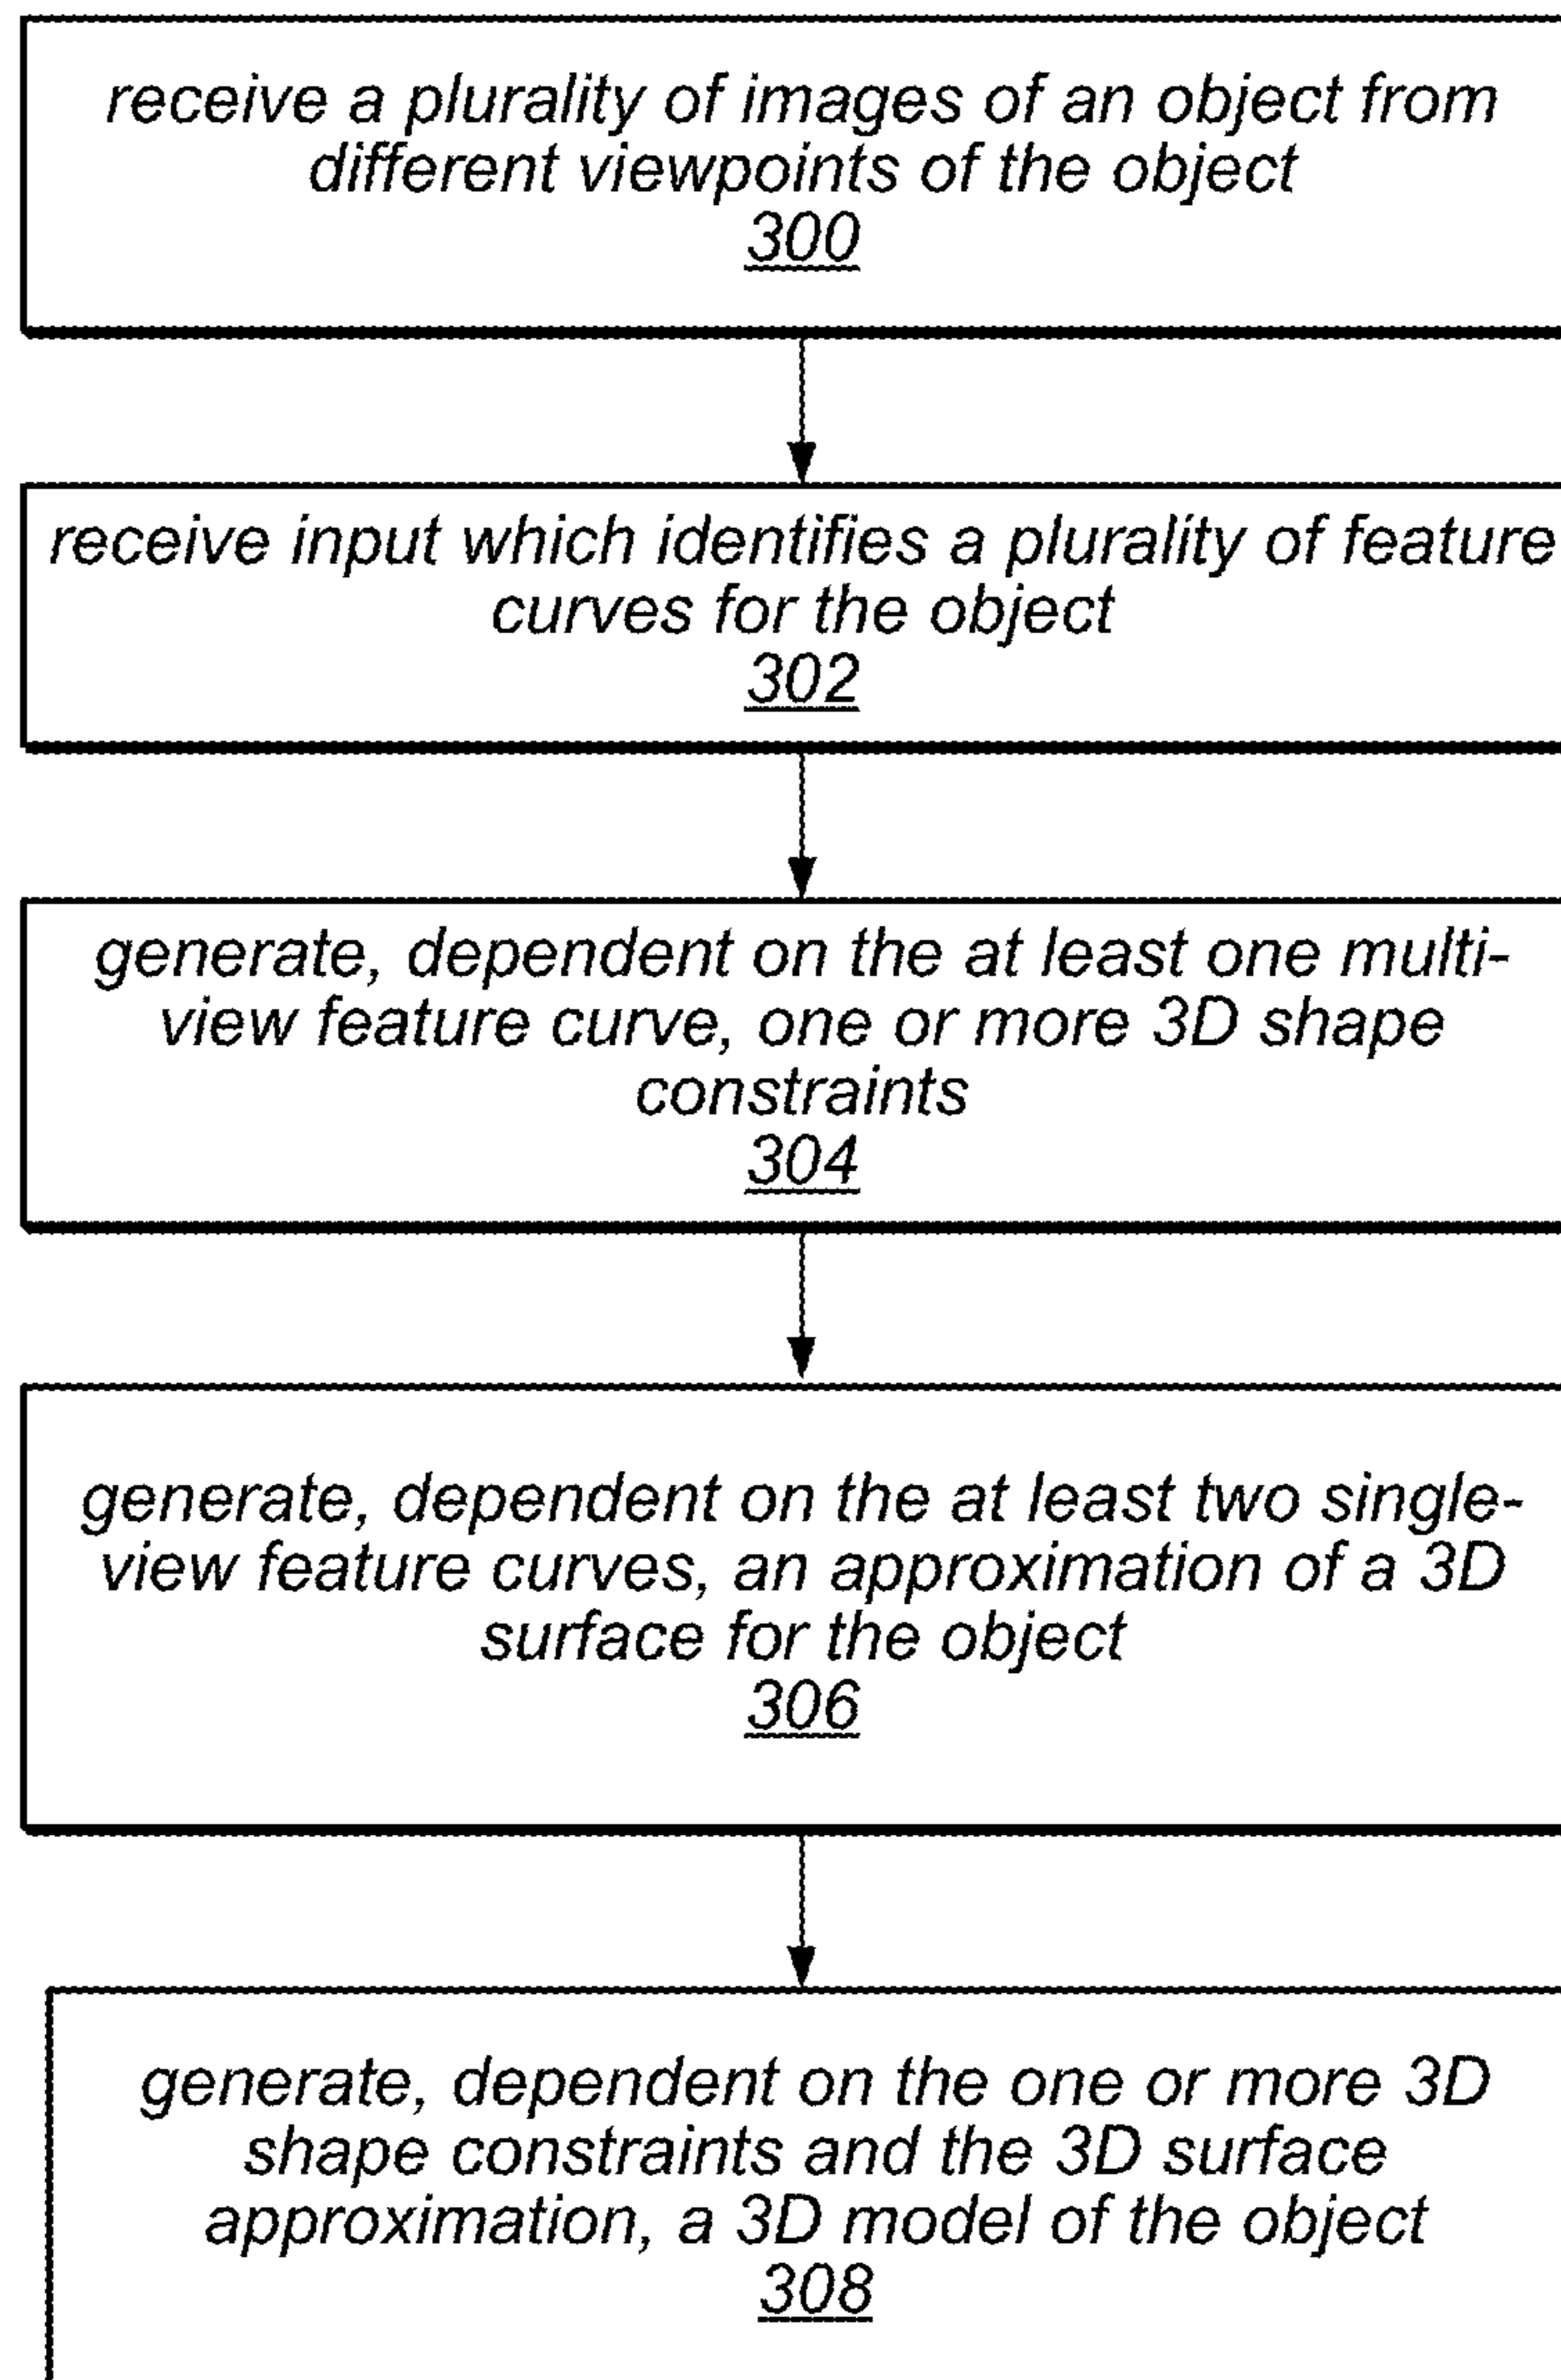 receive a plurality of images of an object from
different viewpoints of the object
300
receive input which identifies a plurality of feature
curves for the object
302
generate, dependent on the at least one multi-
view feature curve, one or more 3D shape
constraints
304
generate, dependent on the at least two single-
view feature curves, an approximation of a 3D
surface for the object
306
generate, dependent on the one or more 3D
shape constraints and the 3D surface
approximation, a 3D model of the object
308